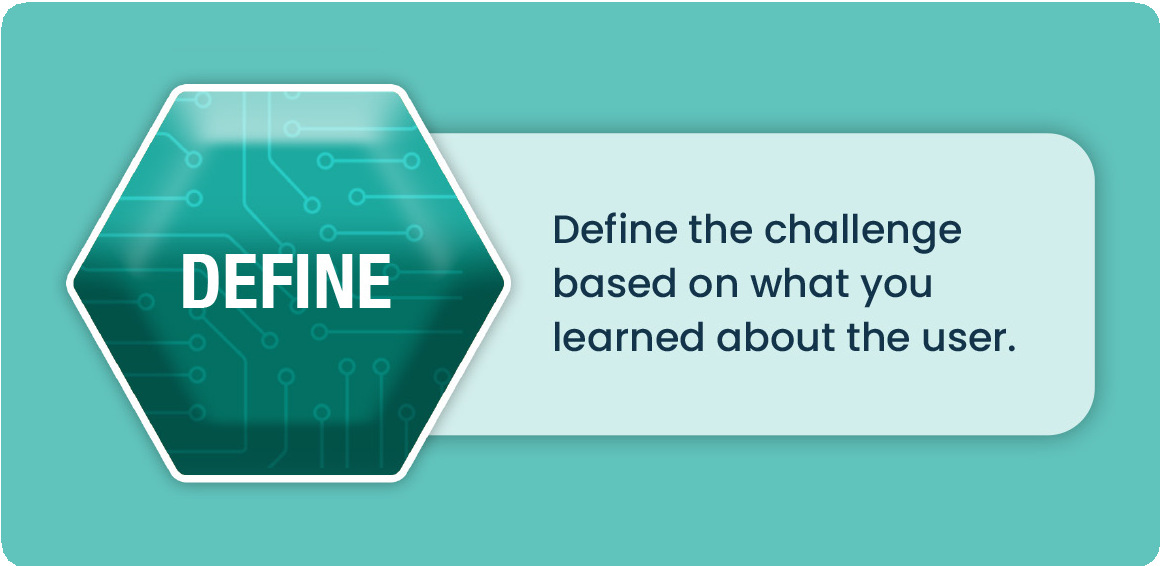 DEFINE
Define the challenge
based on what you
learned about the user.